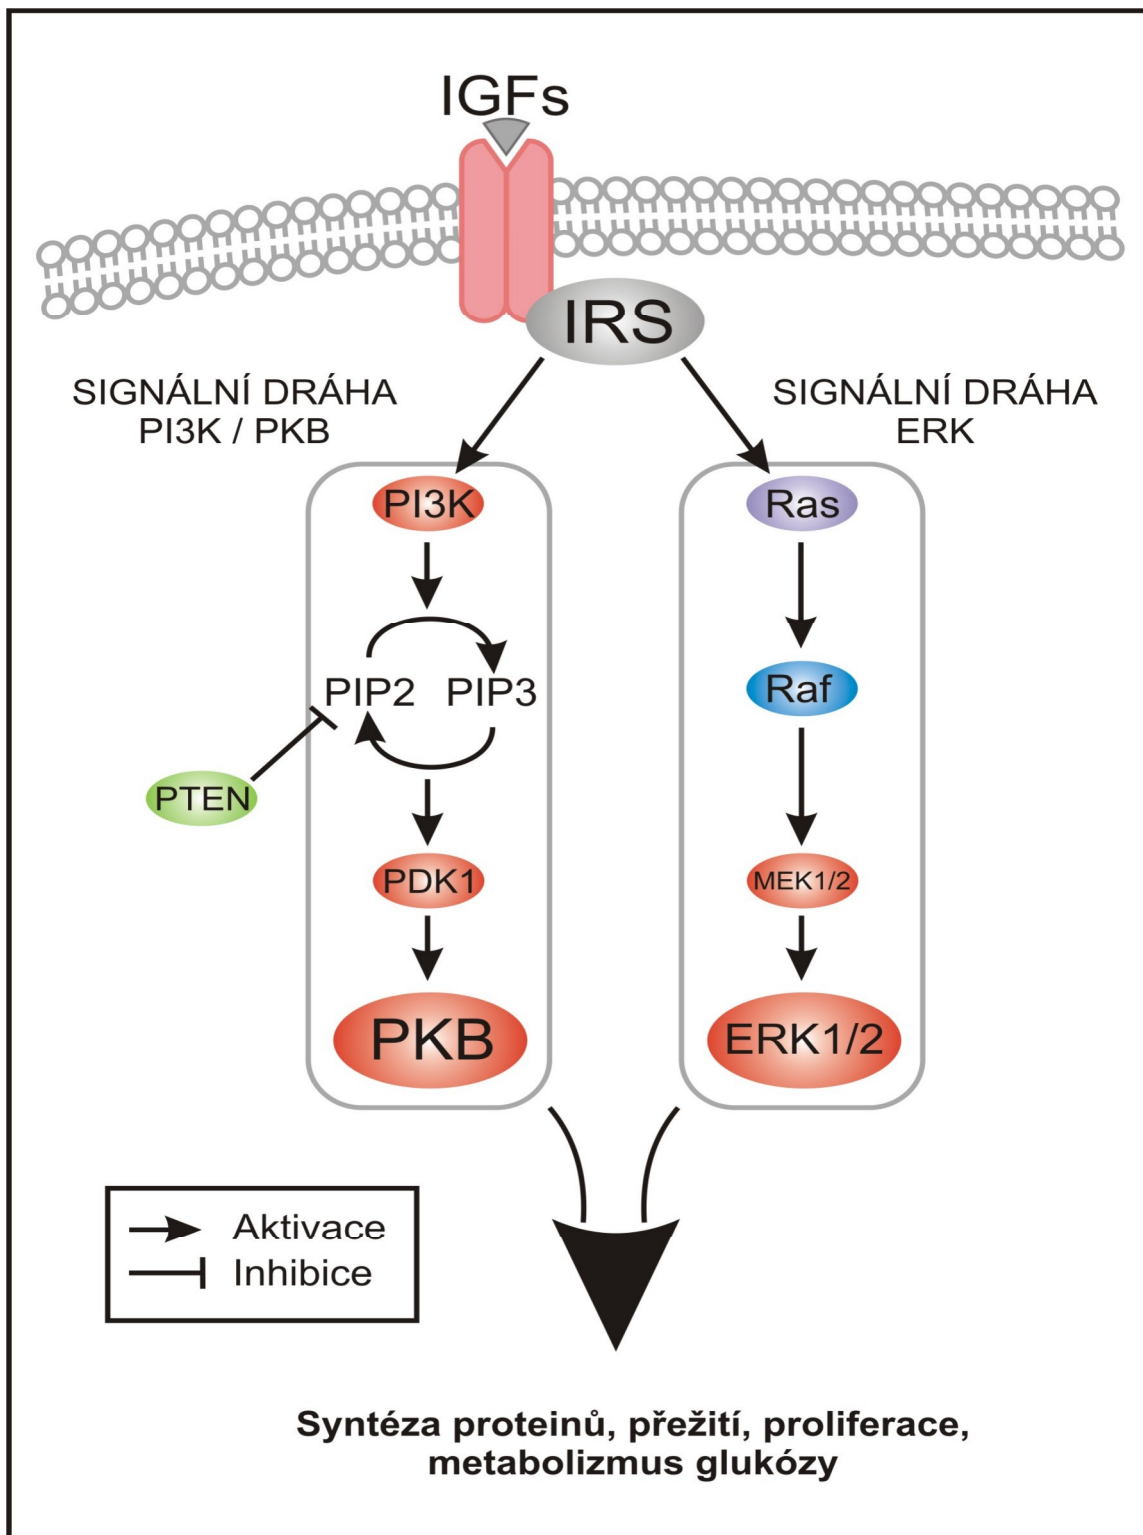 IGFs
IRS
SIGNÁLNÍ DRÁHA
PI3K / PKB
SIGNÁLNÍ DRÁHA
ERK
PI3K
PIP2 PIP3
PTEN
PDK1
PKB
Ras
Raf
MEK1/2
ERK1/2
Aktivace
Inhibice
Syntéza proteinů, přežití, proliferace,
metabolizmus glukózy